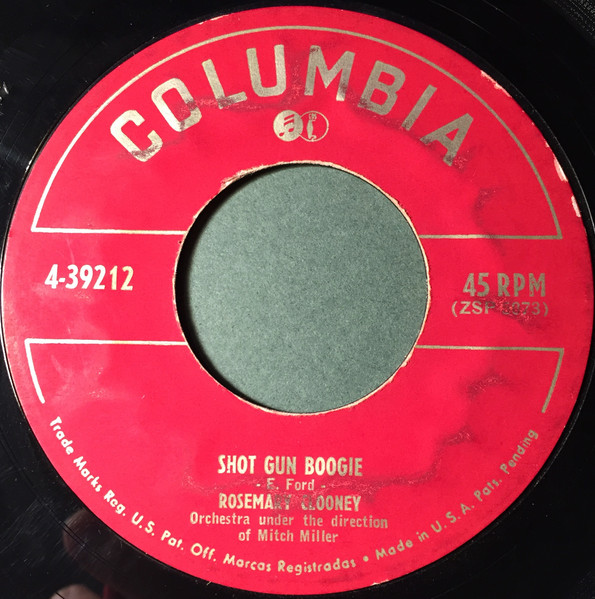 COLUMBIA
4-39212
45 RPM
SHOT GUN BOOGIE
- E. Ford -
ROSEMARY CLOONEY
Orchestra under the direction
of Mitch Miller
Trade Marks Reg. U.S. Pat. Off. Marcas Registradas • Made in U.S.A. Pats. Pending